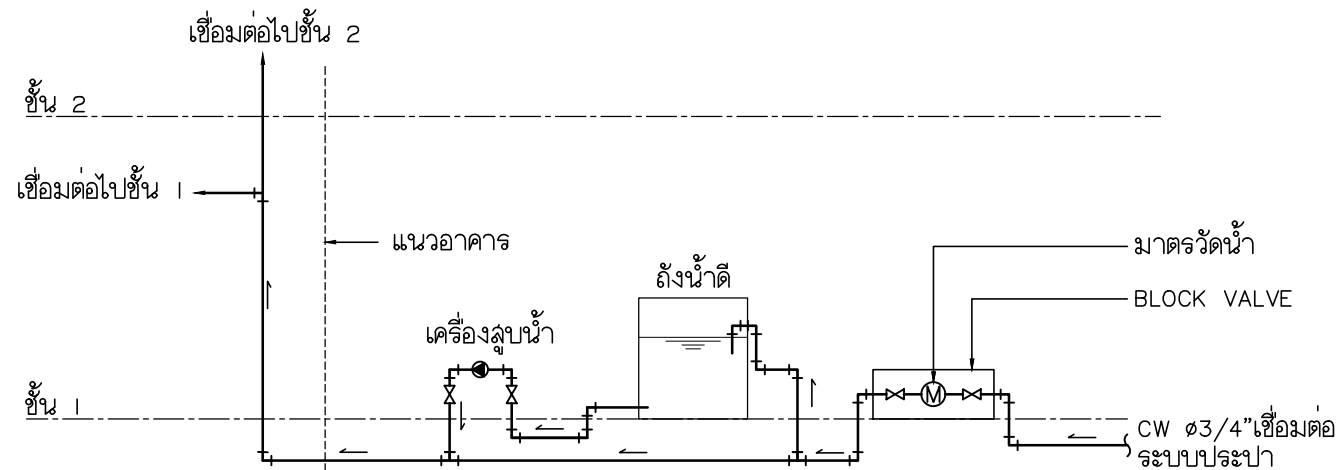 เชื่อมต่อไปชั้น 2
ชั้น 2
เชื่อมต่อไปชั้น 1
แนวอาคาร
มาตรวัดน้ำ
ถังน้ำดี
BLOCK VALVE
เครื่องสูบน้ำ
M
ชั้น 1
CW ø3/4"เชื่อมต่อ
ระบบประปา